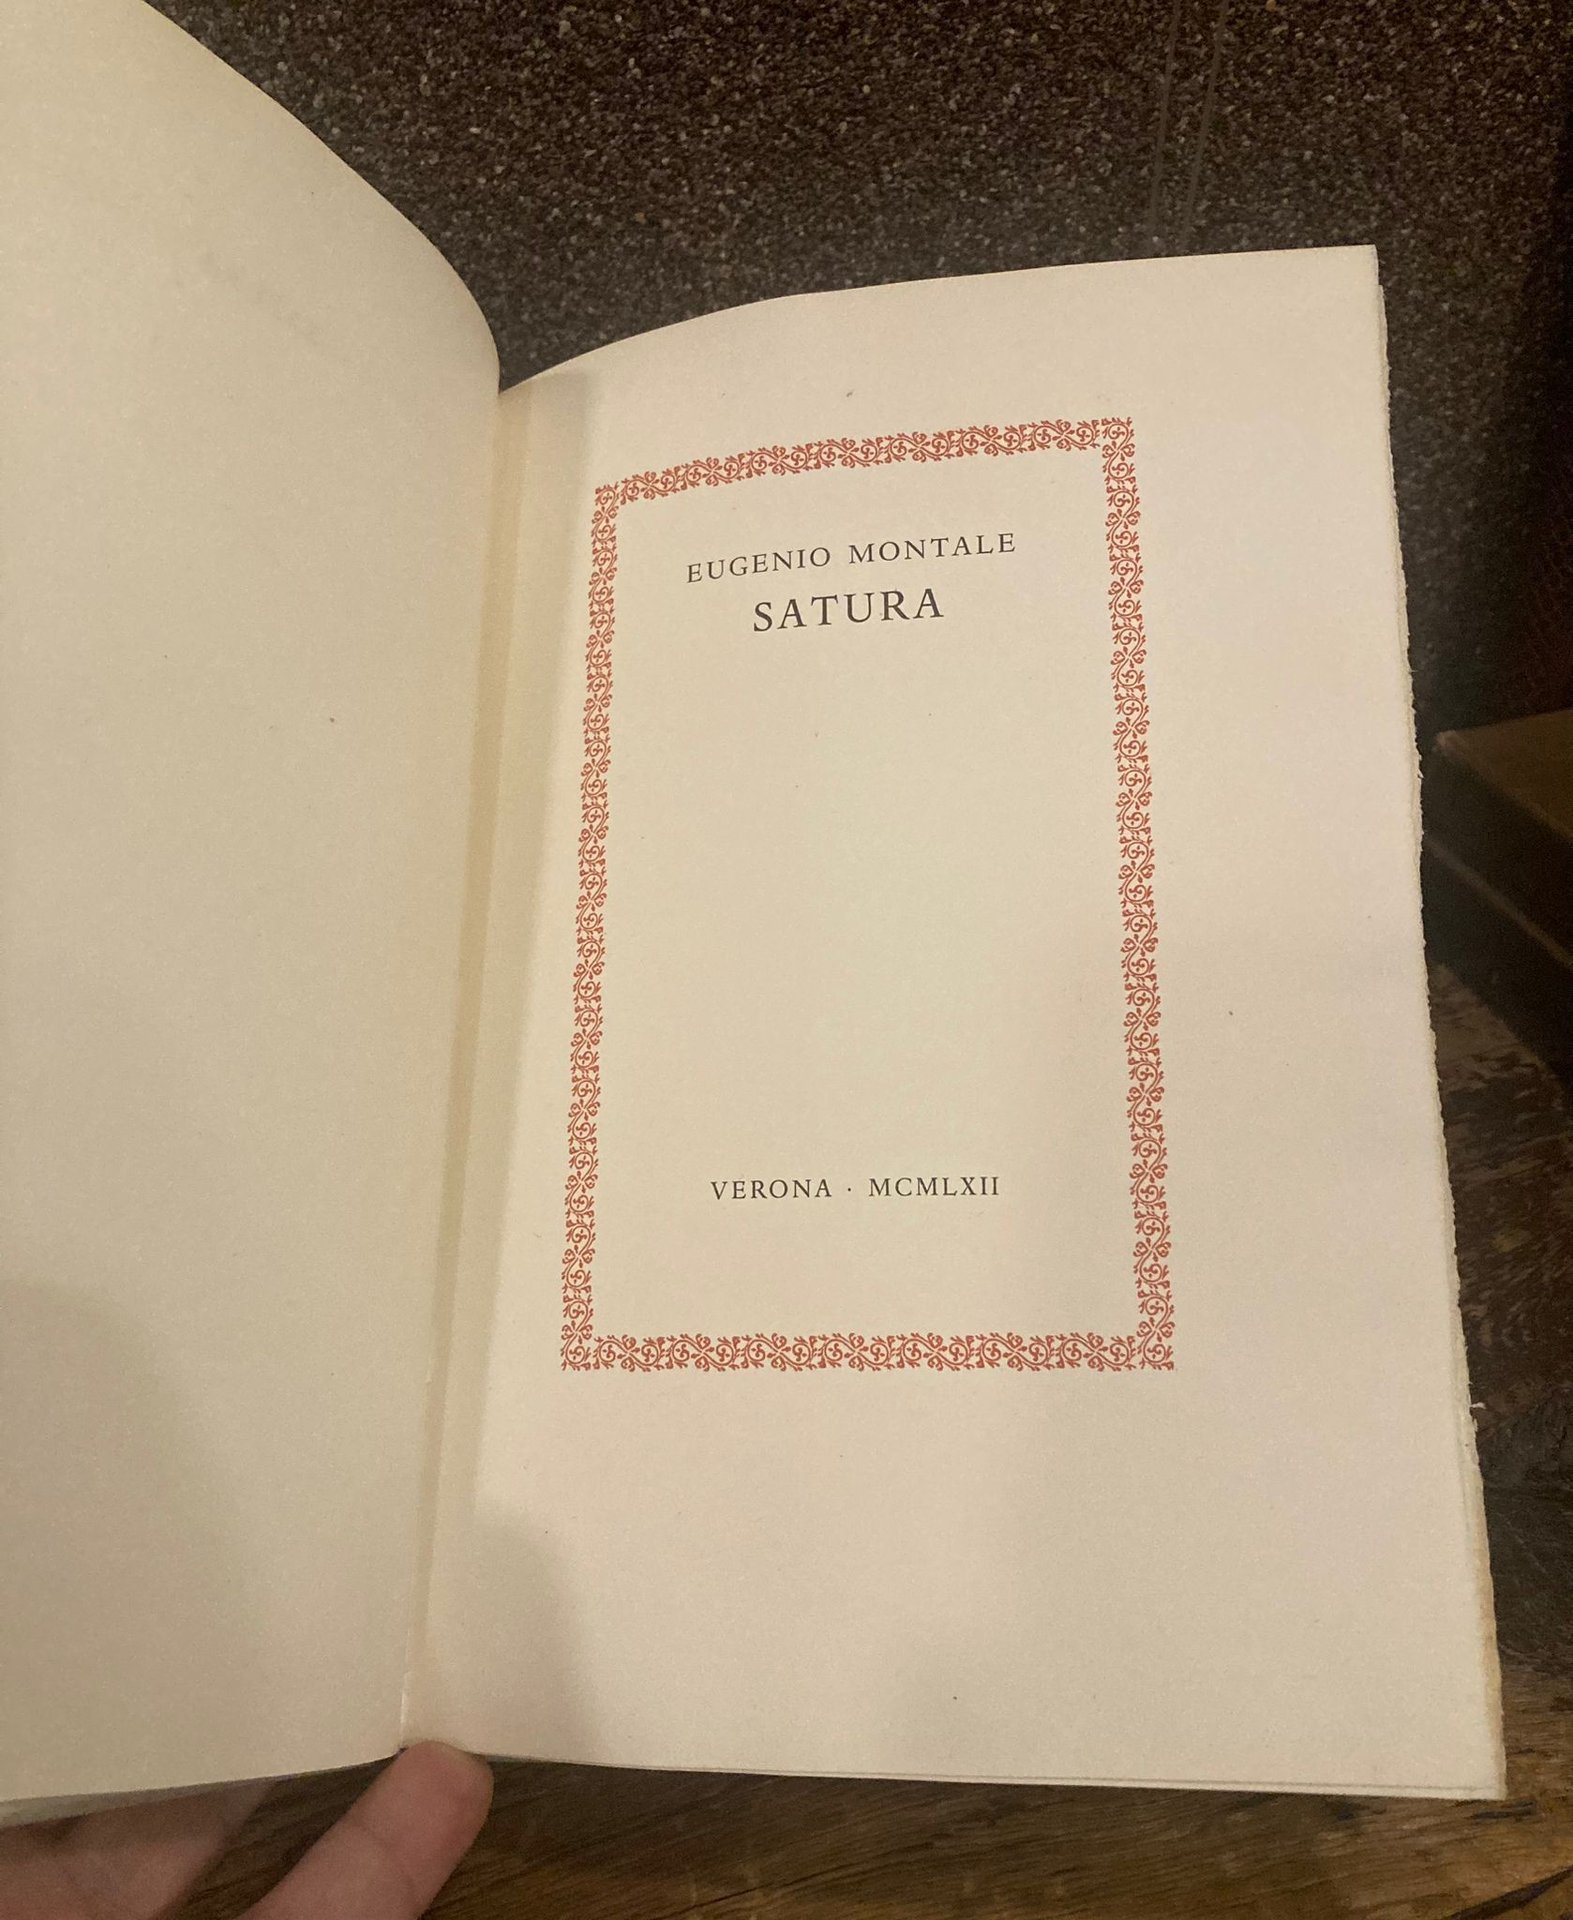 EUGENIO MONTALE
SATURA
VERONA · MCMLXII